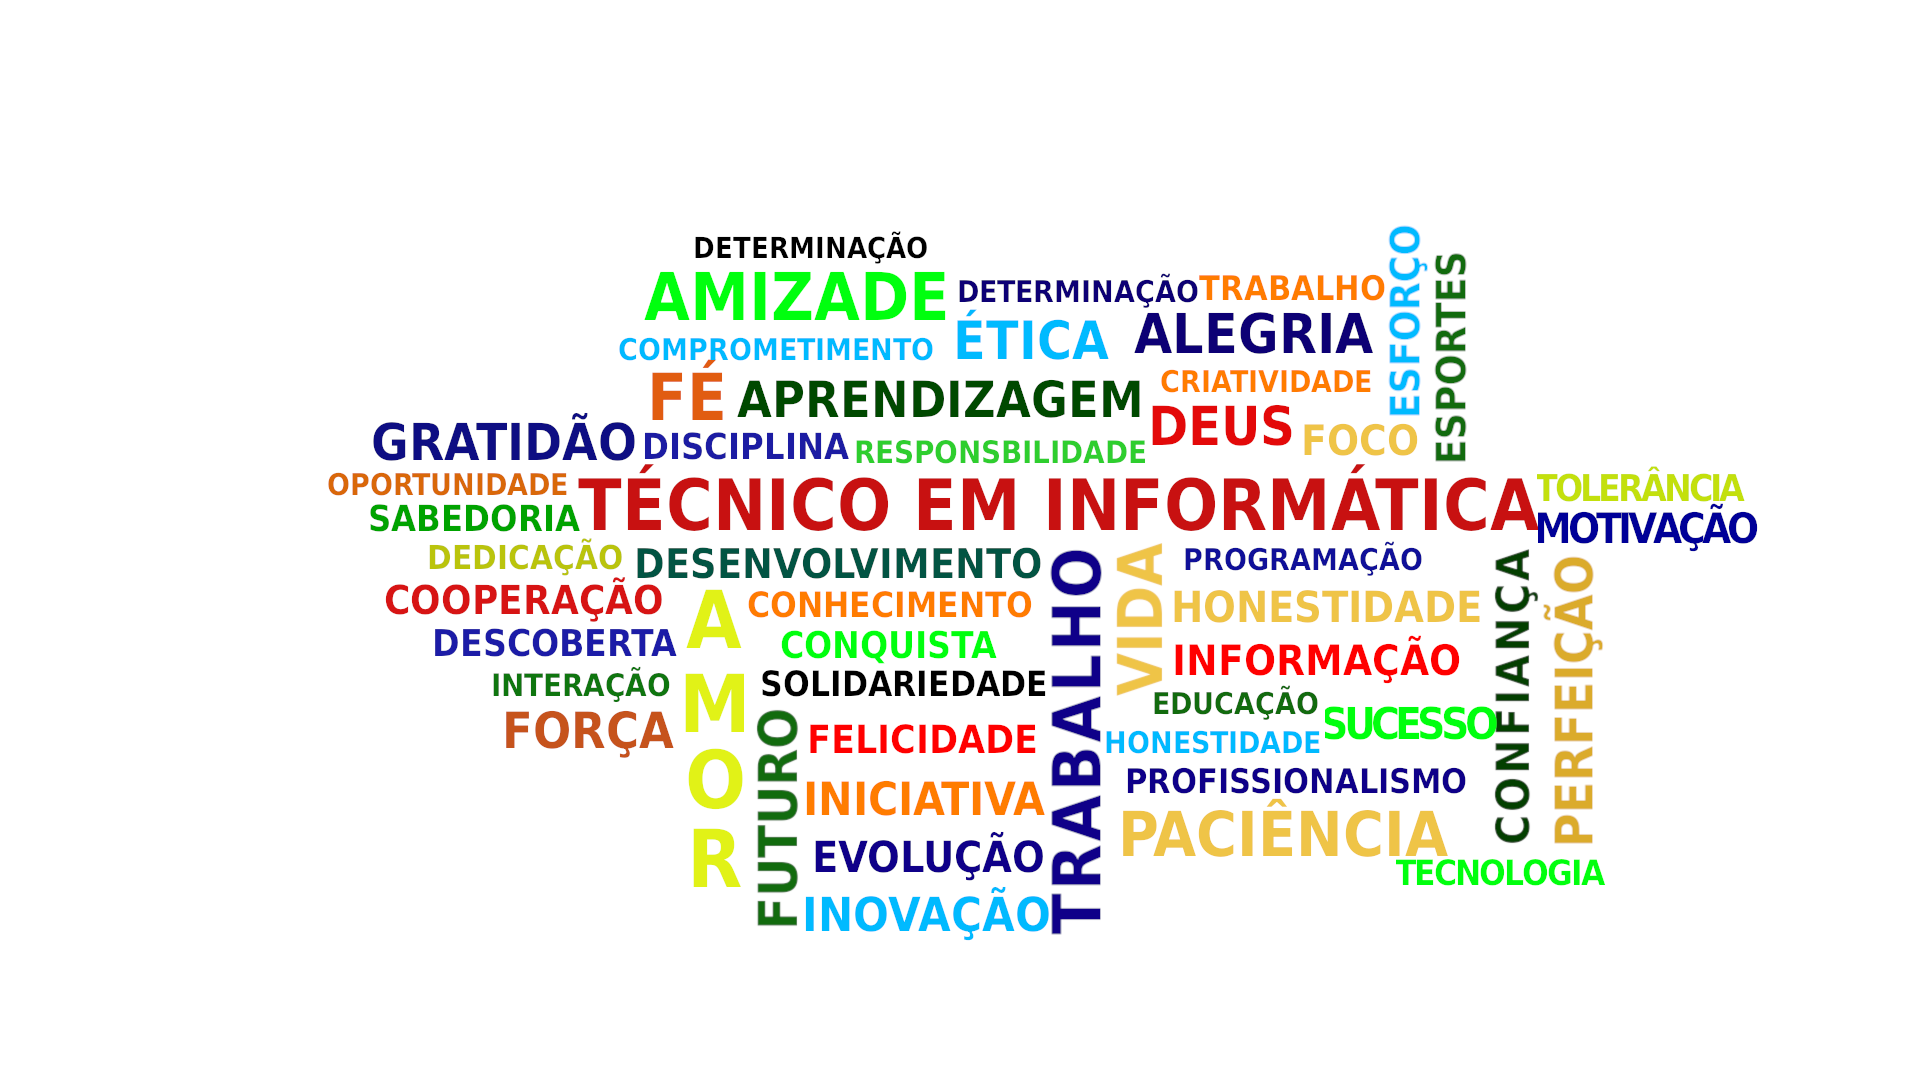 DETERMINAÇÃO
AMIZADE
DETERMINAÇÃO
TRABALHO
ESFORÇO
ESPORTES
COMPROMETIMENTO
ÉTICA
ALEGRIA
FÉ
APRENDIZAGEM
CRIATIVIDADE
DEUS
FOCO
GRATIDÃO
DISCIPLINA
RESPONSBILIDADE
OPORTUNIDADE
SABEDORIA
TÉCNICO EM INFORMÁTICA
TOLERÂNCIA
MOTIVAÇÃO
DEDICAÇÃO
DESENVOLVIMENTO
TRABALHO
VIDA
PROGRAMAÇÃO
CONFIANÇA
PERFEIÇÃO
COOPERAÇÃO
AMOR
CONHECIMENTO
HONESTIDADE
DESCOBERTA
CONQUISTA
INFORMAÇÃO
INTERAÇÃO
SOLIDARIEDADE
EDUCAÇÃO
SUCESSO
FORÇA
FUTURO
FELICIDADE
HONESTIDADE
INICIATIVA
PROFISSIONALISMO
PACIÊNCIA
EVOLUÇÃO
TECNOLOGIA
INOVAÇÃO